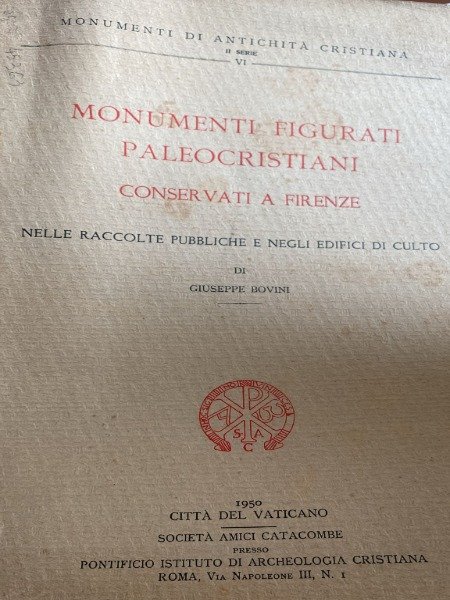 MONUMENTI DI ANTICHITÀ CRISTIANA
II SERIE
VI
MONUMENTI FIGURATI
PALEOCRISTIANI
CONSERVATI A FIRENZE
NELLE RACCOLTE PUBBLICHE E NEGLI EDIFICI DI CULTO
DI
GIUSEPPE BOVINI
S A
C
1950
CITTÀ DEL VATICANO
SOCIETÀ AMICI CATACOMBE
PRESSO
PONTIFICIO ISTITUTO DI ARCHEOLOGIA CRISTIANA
ROMA, VIA NAPOLEONE III, N. 1